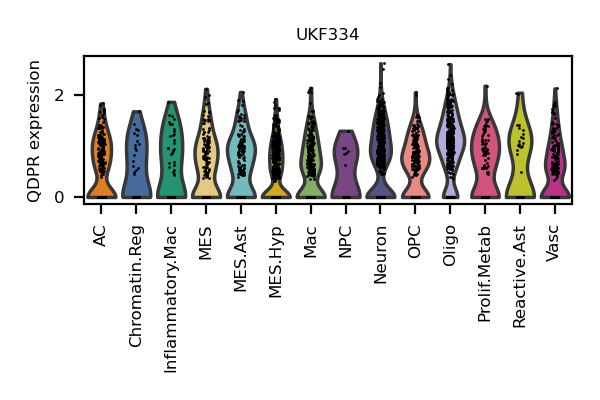 UKF334
QDPR expression
2
0
AC
Chromatin.Reg
Inflammatory.Mac
MES
MES.Ast
MES.Hyp
Mac
NPC
Neuron
OPC
Oligo
Prolif.Metab
Reactive.Ast
Vasc